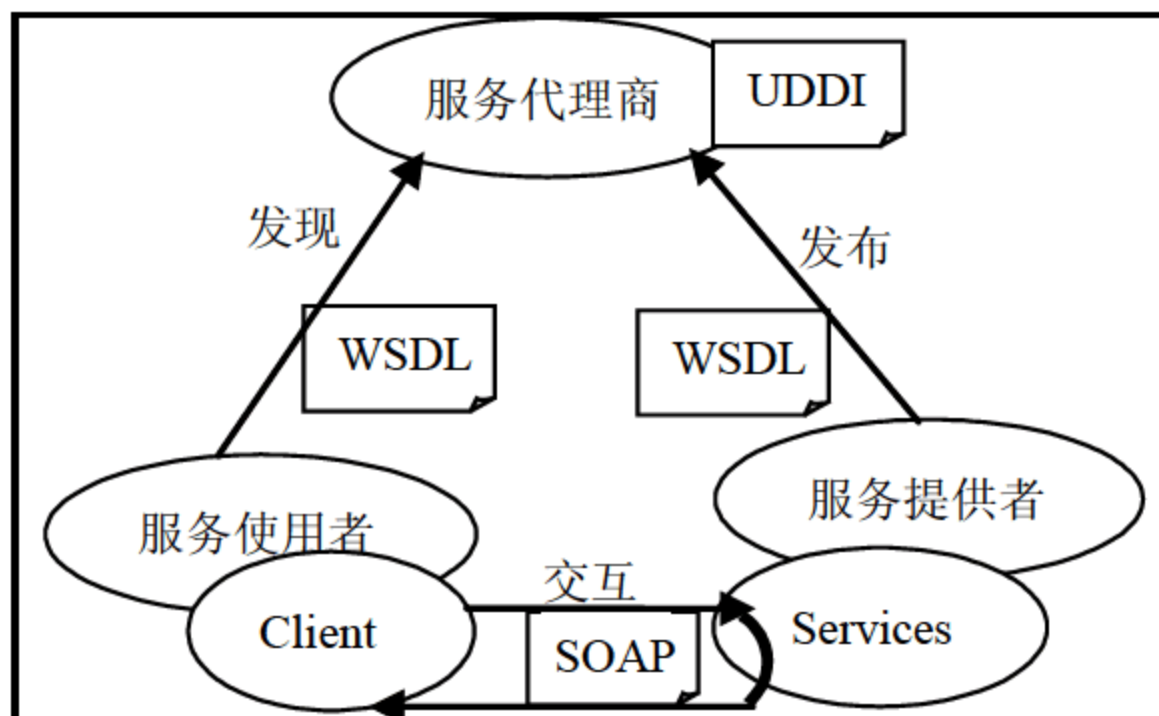 服务代理商
UDDI
发现
发布
WSDL
WSDL
服务使用者
服务提供者
交互
Client
SOAP
Services